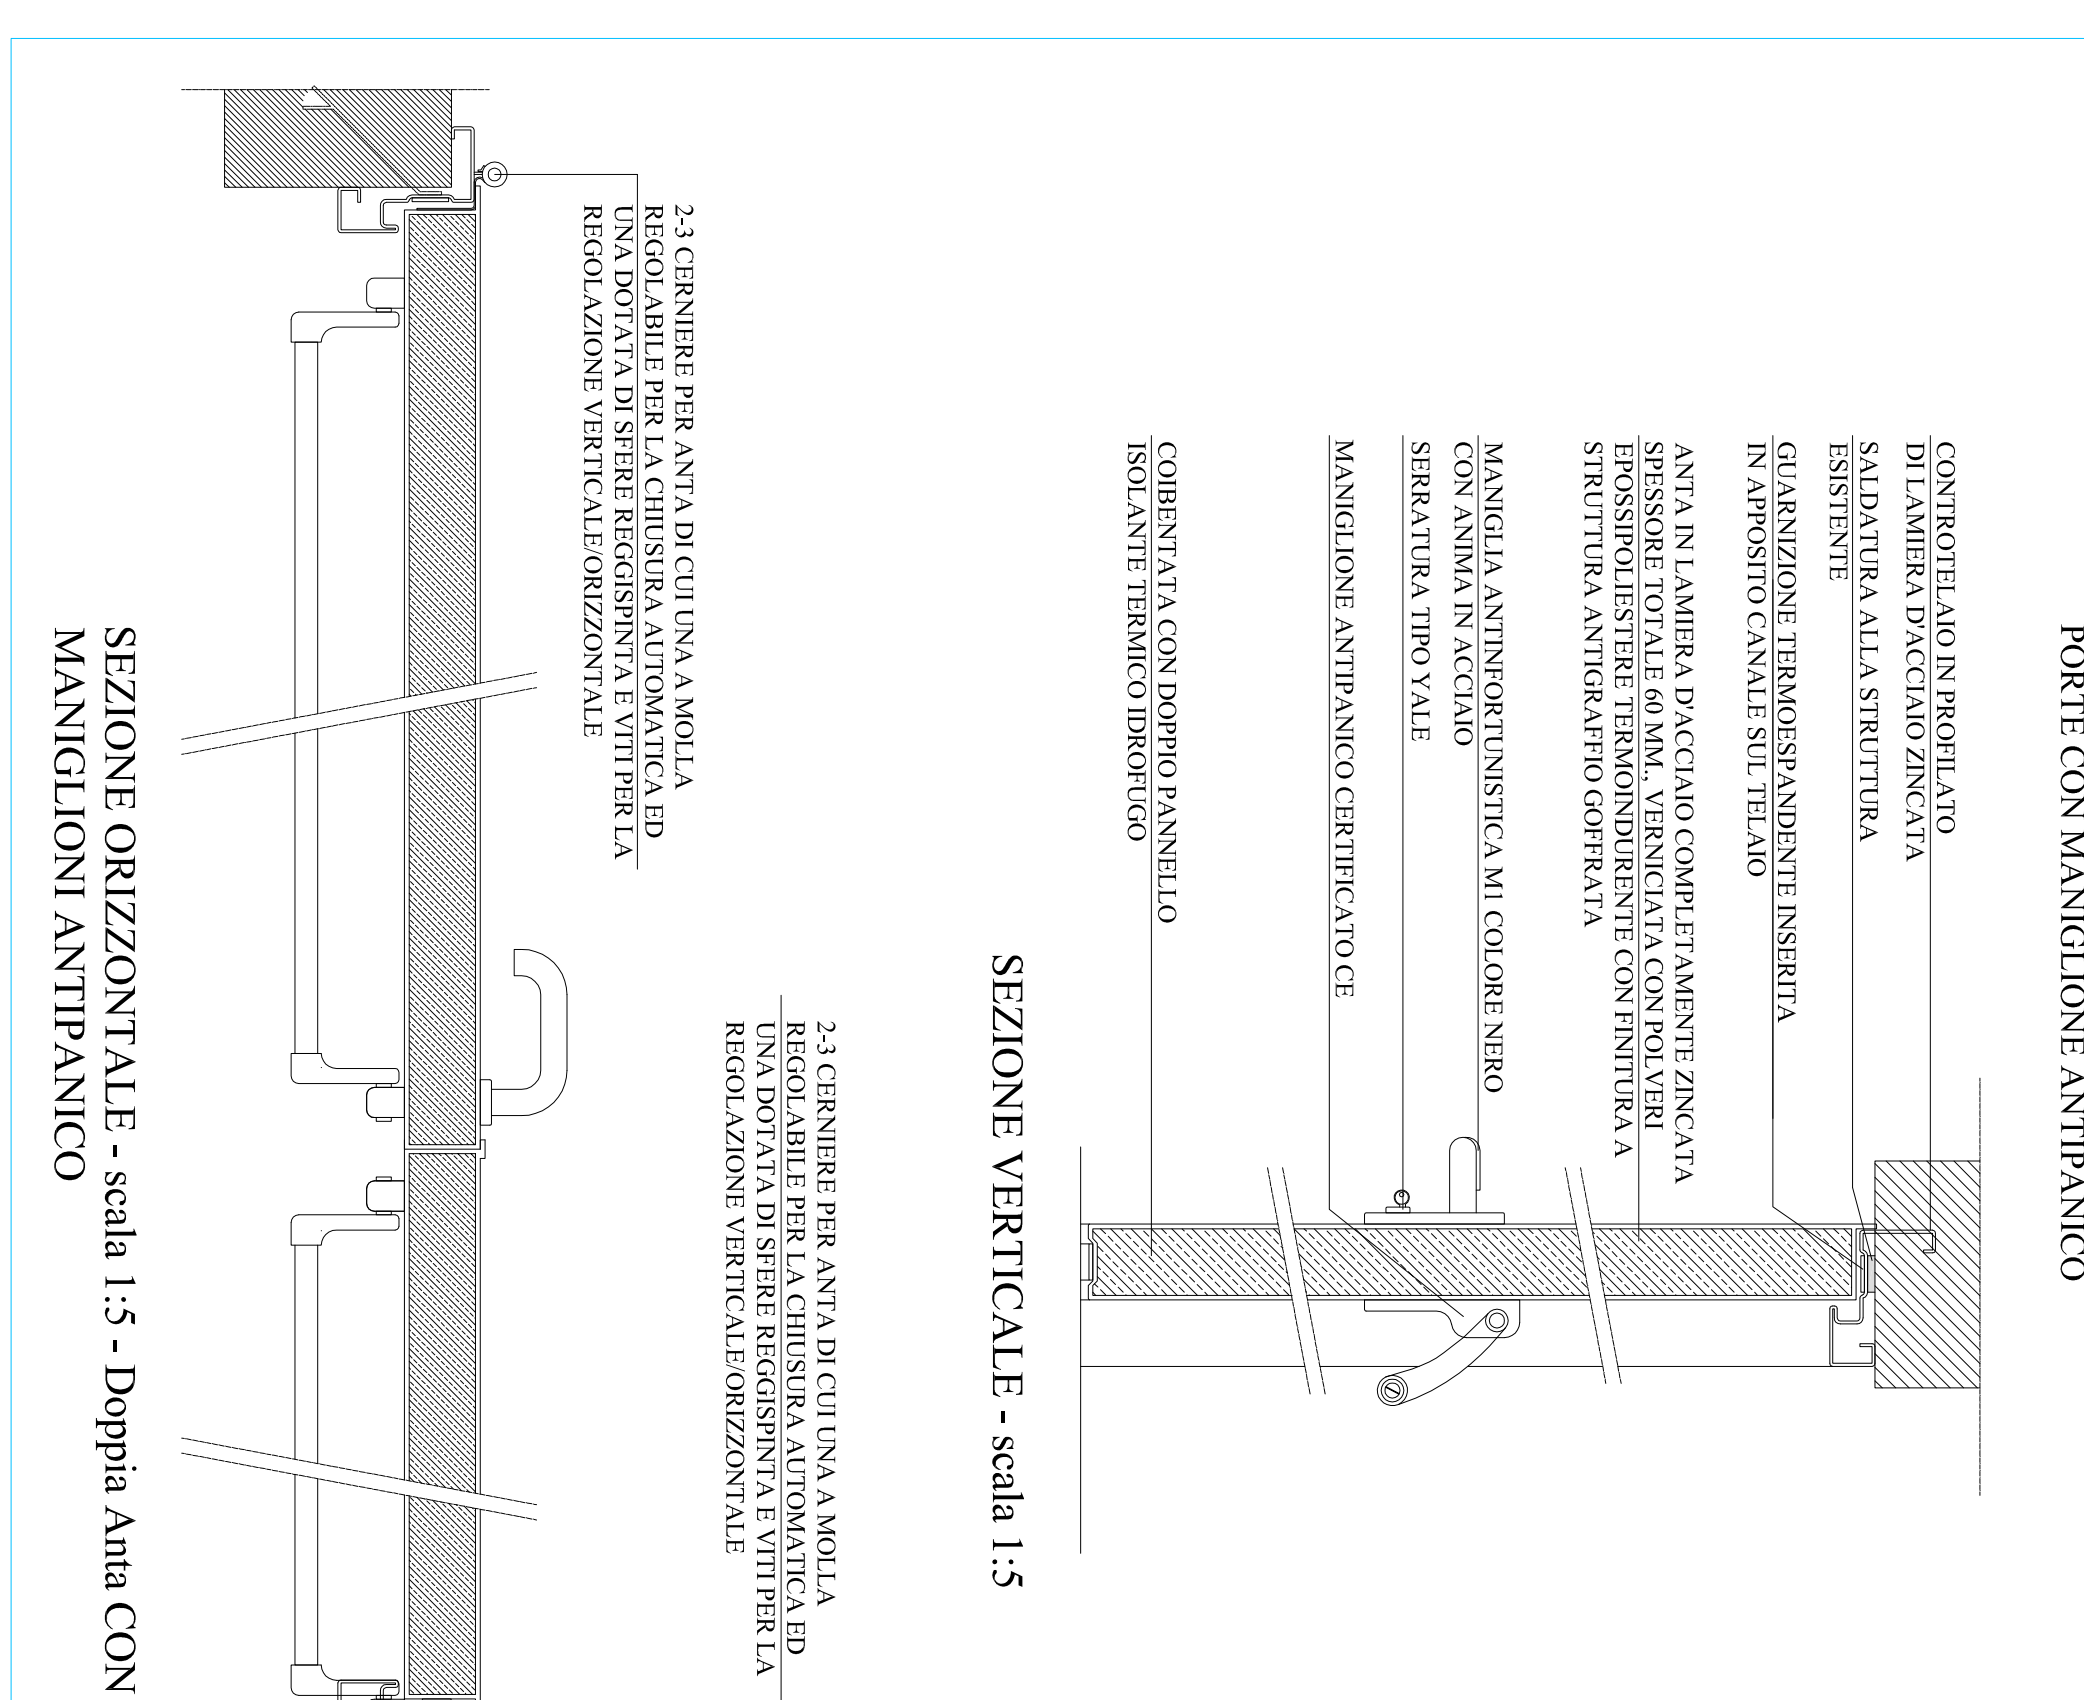 PORTE CON MANIGLIONE ANTIPANICO
CONTROTELAIO IN PROFILATO
DI LAMIERA D'ACCIAIO ZINCATA
SALDATURA ALLA STRUTTURA
ESISTENTE
GUARNIZIONE TERMOESPANDENTE INSERITA
IN APPOSITO CANALE SUL TELAIO
ANTA IN LAMIERA D'ACCIAIO COMPLETAMENTE ZINCATA
SPESSORE TOTALE 60 MM., VERNICIATA CON POLVERI
EPOSSIPOLIESTERE TERMOINDURENTE CON FINITURA A
STRUTTURA ANTIGRAFFIO GOFFRATA
MANIGLIA ANTINFORTUNISTICA M1 COLORE NERO
CON ANIMA IN ACCIAIO
SERRATURA TIPO YALE
MANIGLIONE ANTIPANICO CERTIFICATO CE
COIBENTATA CON DOPPIO PANNELLO
ISOLANTE TERMICO IDROFUGO
SEZIONE VERTICALE - scala 1:5
2-3 CERNIERE PER ANTA DI CUI UNA A MOLLA
REGOLABILE PER LA CHIUSURA AUTOMATICA ED
UNA DOTATA DI SFERE REGGISPINTA E VITI PER LA
REGOLAZIONE VERTICALE/ORIZZONTALE
2-3 CERNIERE PER ANTA DI CUI UNA A MOLLA
REGOLABILE PER LA CHIUSURA AUTOMATICA ED
UNA DOTATA DI SFERE REGGISPINTA E VITI PER LA
REGOLAZIONE VERTICALE/ORIZZONTALE
SEZIONE ORIZZONTALE - scala 1:5 - Doppia Anta CON
MANIGLIONI ANTIPANICO